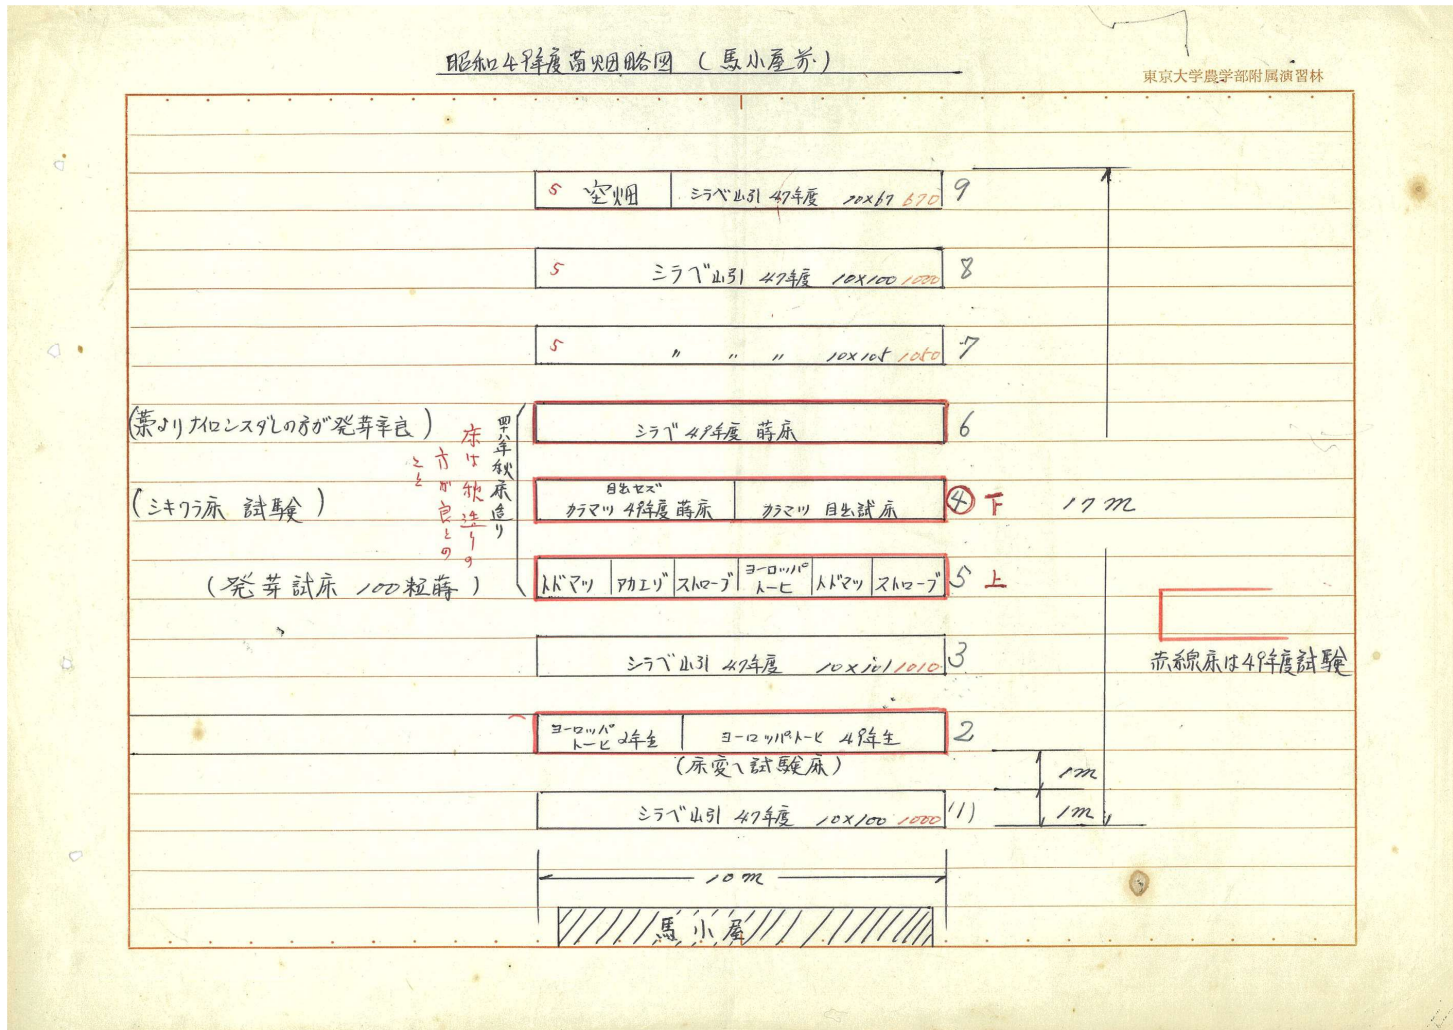 昭和49年度苗畑略図 (馬小屋前)
東京大学農学部附属演習林
5 空畑 シラベ山引 47年度 10×67 670 9
5 シラベ山引 47年度 10×100 1000 8
5 〃 〃 〃 10×105 1050 7
(藁よりナイロンスダレの方が発芽率良)
シラベ 49年度 蒔床 6
四十八年秋床造り
床は秋造りの
方が良との
こと
(シキワラ床 試験)
目出セズ
カラマツ 49年度 蒔床 カラマツ 目出試床 ④ 下
17m
(発芽試床 100粒蒔)
トドマツ アカエゾ ストローブ ヨーロッパトーヒ トドマツ ストローブ 5 上
シラベ山引 47年度 10×101 1010 3
赤線床は49年度試験
ヨーロッパトーヒ 2年生 ヨーロッパトーヒ 49年生 2
(床変へ試験床)
1m
シラベ山引 47年度 10×100 1000 (1)
1m
10m
馬小屋